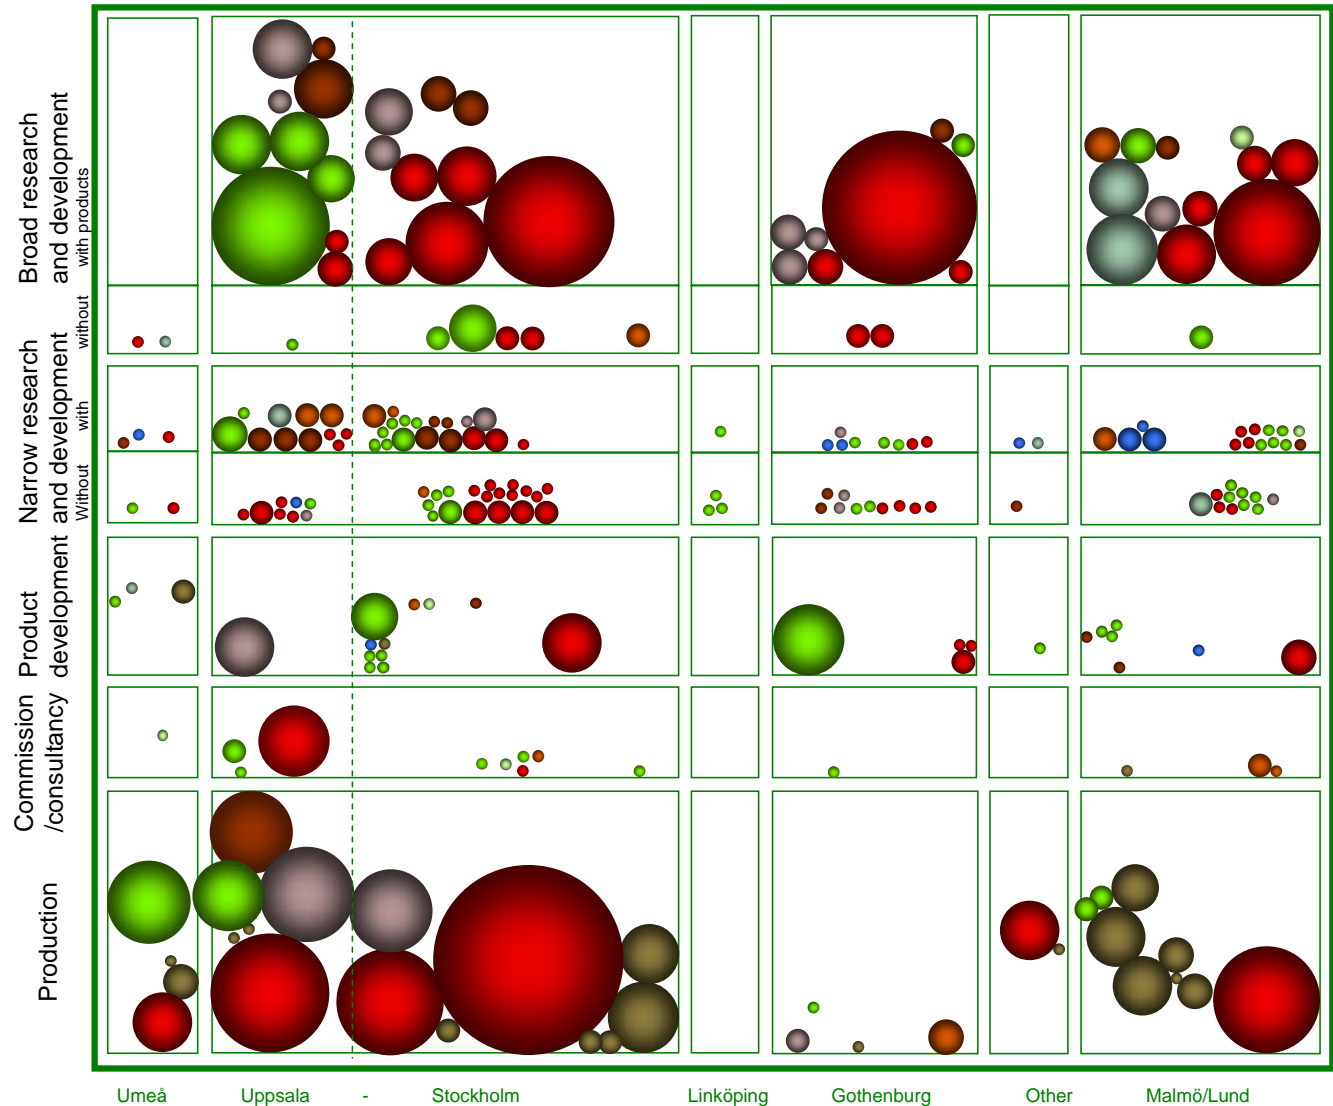 Broad research
and development
with products
without
Narrow research
and development
with
Without
Product
development
Commission
/consultancy
Production
Umeå
Uppsala
-
Stockholm
Linköping
Gothenburg
Other
Malmö/Lund